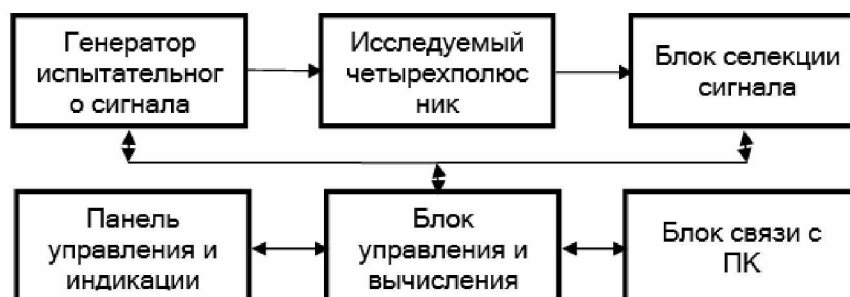 Генератор
испытательног
о сигнала
Исследуемый
четырехполюс
ник
Блок селекции
сигнала
Панель
управления и
индикации
Блок
управления и
вычисления
Блок связи с
ПК